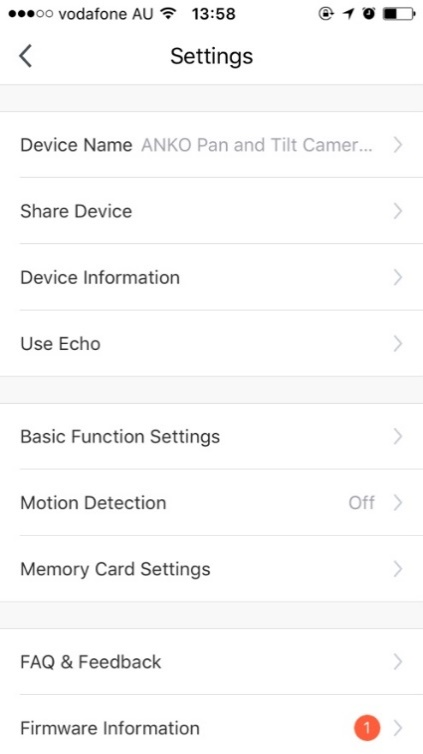 vodafone AU 13:58
Settings
Device Name ANKO Pan and Tilt Camer...
Share Device
Device Information
Use Echo
Basic Function Settings
Motion Detection Off
Memory Card Settings
FAQ & Feedback
Firmware Information 1